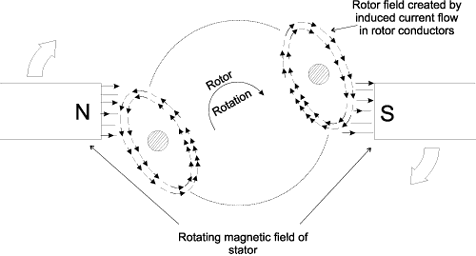 Rotor field created by
induced current flow
in rotor conductors
Rotor
Rotation
N
S
Rotating magnetic field of
stator